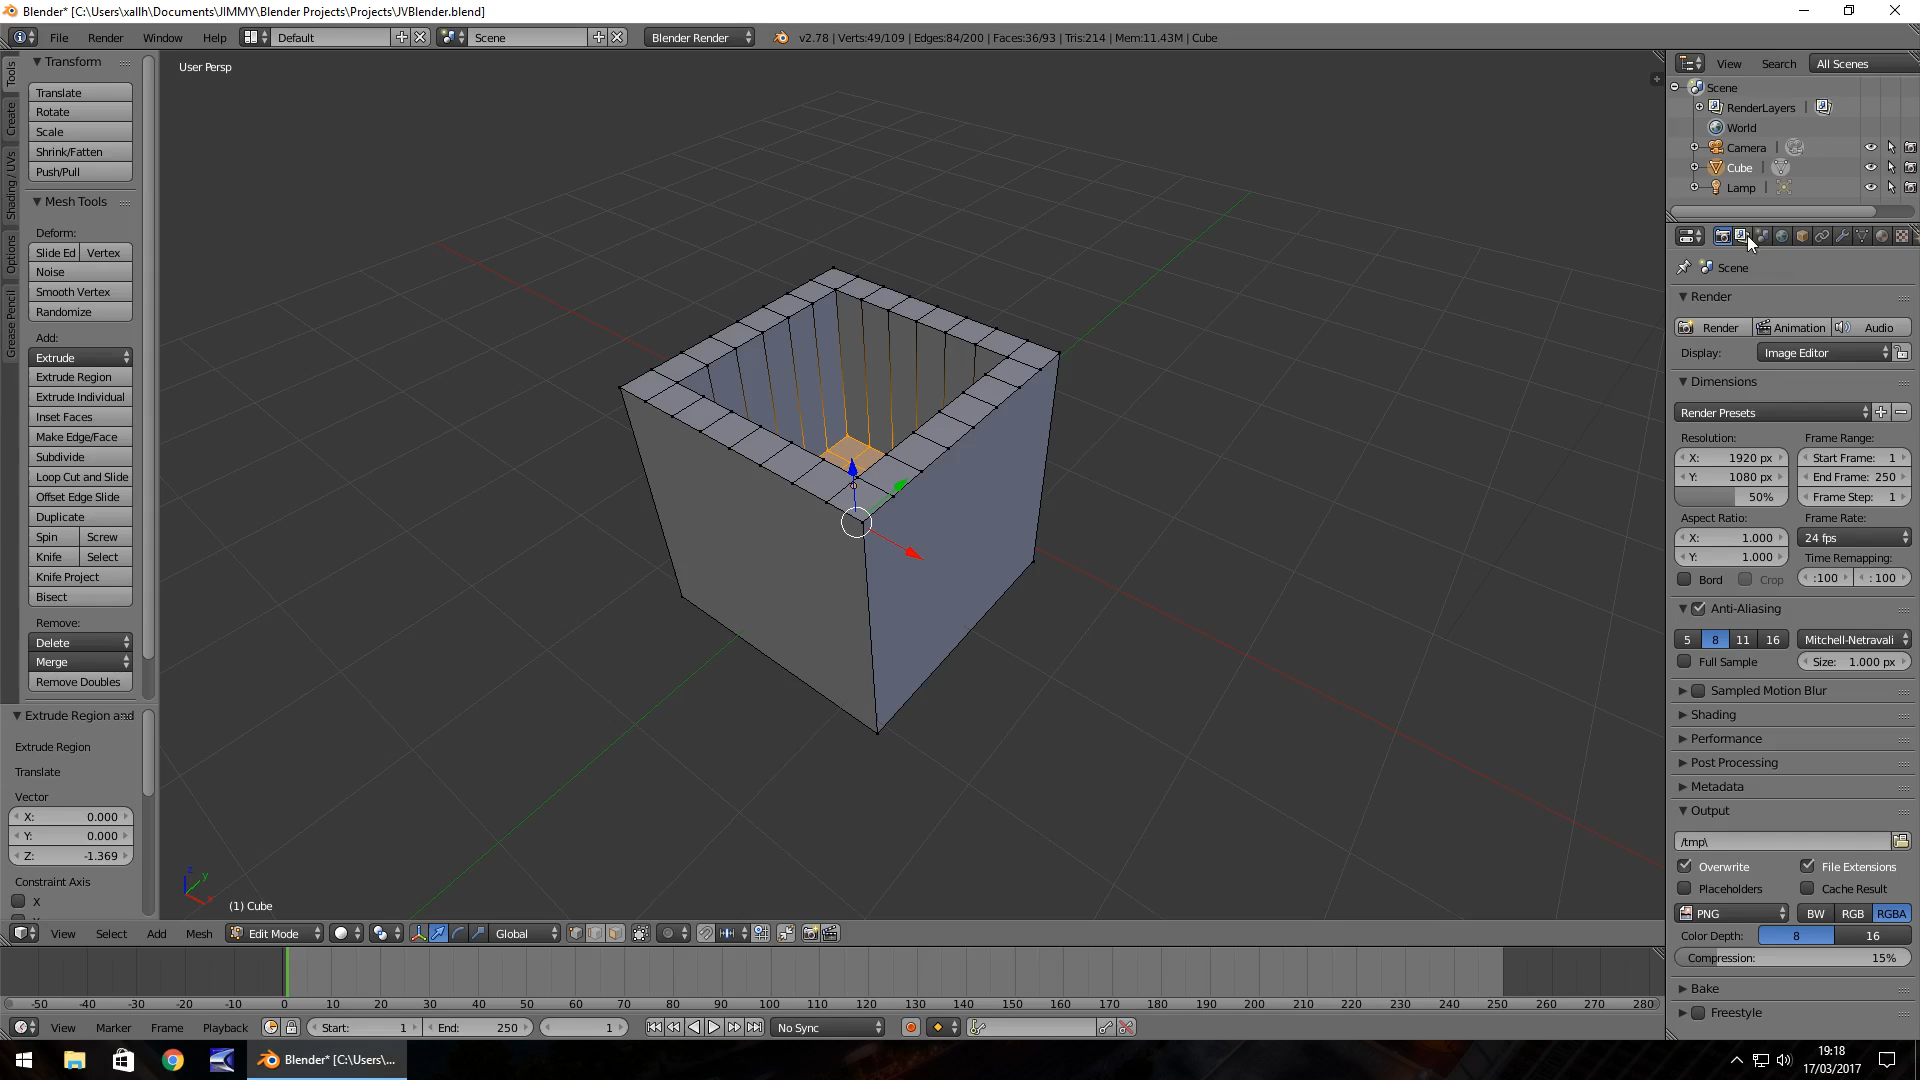 Blender* [C:\Users\xallh\Documents\JIMMY\Blender Projects\Projects\JVBlender.blend]
File Render Window Help Default Scene Blender Render v2.78 | Verts:49/109 | Edges:84/200 | Faces:36/93 | Tris:214 | Mem:11.43M | Cube
Tools
Create
Shading / UVs
Options
Grease Pencil
Transform
Translate
Rotate
Scale
Shrink/Fatten
Push/Pull
Mesh Tools
Deform:
Slide Ed Vertex
Noise
Smooth Vertex
Randomize
Add:
Extrude
Extrude Region
Extrude Individual
Inset Faces
Make Edge/Face
Subdivide
Loop Cut and Slide
Offset Edge Slide
Duplicate
Spin Screw
Knife Select
Knife Project
Bisect
Remove:
Delete
Merge
Remove Doubles
Extrude Region and
Extrude Region
Translate
Vector
X: 0.000
Y: 0.000
Z: -1.369
Constraint Axis
X
User Persp
z
y
x
(1) Cube
View Select Add Mesh Edit Mode Global
-50 -40 -30 -20 -10 0 10 20 30 40 50 60 70 80 90 100 110 120 130 140 150 160 170 180 190 200 210 220 230 240 250 260 270 280
View Marker Frame Playback Start: 1 End: 250 1 No Sync
View Search All Scenes
Scene
RenderLayers |
World
Camera |
Cube |
Lamp |
Scene
Render
Render Animation Audio
Display: Image Editor
Dimensions
Render Presets
Resolution: Frame Range:
X: 1920 px Start Frame: 1
Y: 1080 px End Frame: 250
50% Frame Step: 1
Aspect Ratio: Frame Rate:
X: 1.000 24 fps
Y: 1.000 Time Remapping:
Bord Crop :100 : 100
Anti-Aliasing
5 8 11 16 Mitchell-Netravali
Full Sample Size: 1.000 px
Sampled Motion Blur
Shading
Performance
Post Processing
Metadata
Output
/tmp\
Overwrite File Extensions
Placeholders Cache Result
PNG BW RGB RGBA
Color Depth: 8 16
Compression: 15%
Bake
Freestyle
Blender* [C:\Users\...
19:18
17/03/2017